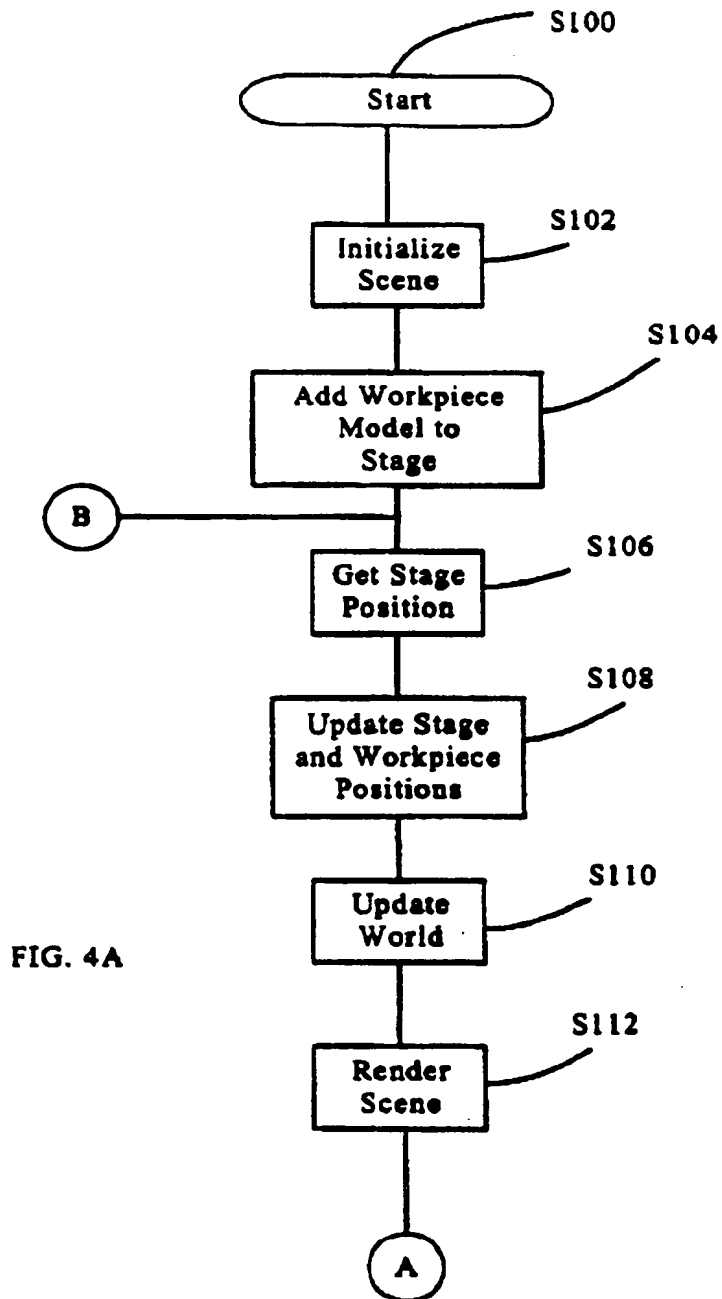 S100
Start
S102
Initialize
Scene
S104
Add Workpiece
Model to
Stage
B
S106
Get Stage
Position
S108
Update Stage
and Workpiece
Positions
S110
Update
World
FIG. 4A
S112
Render
Scene
A